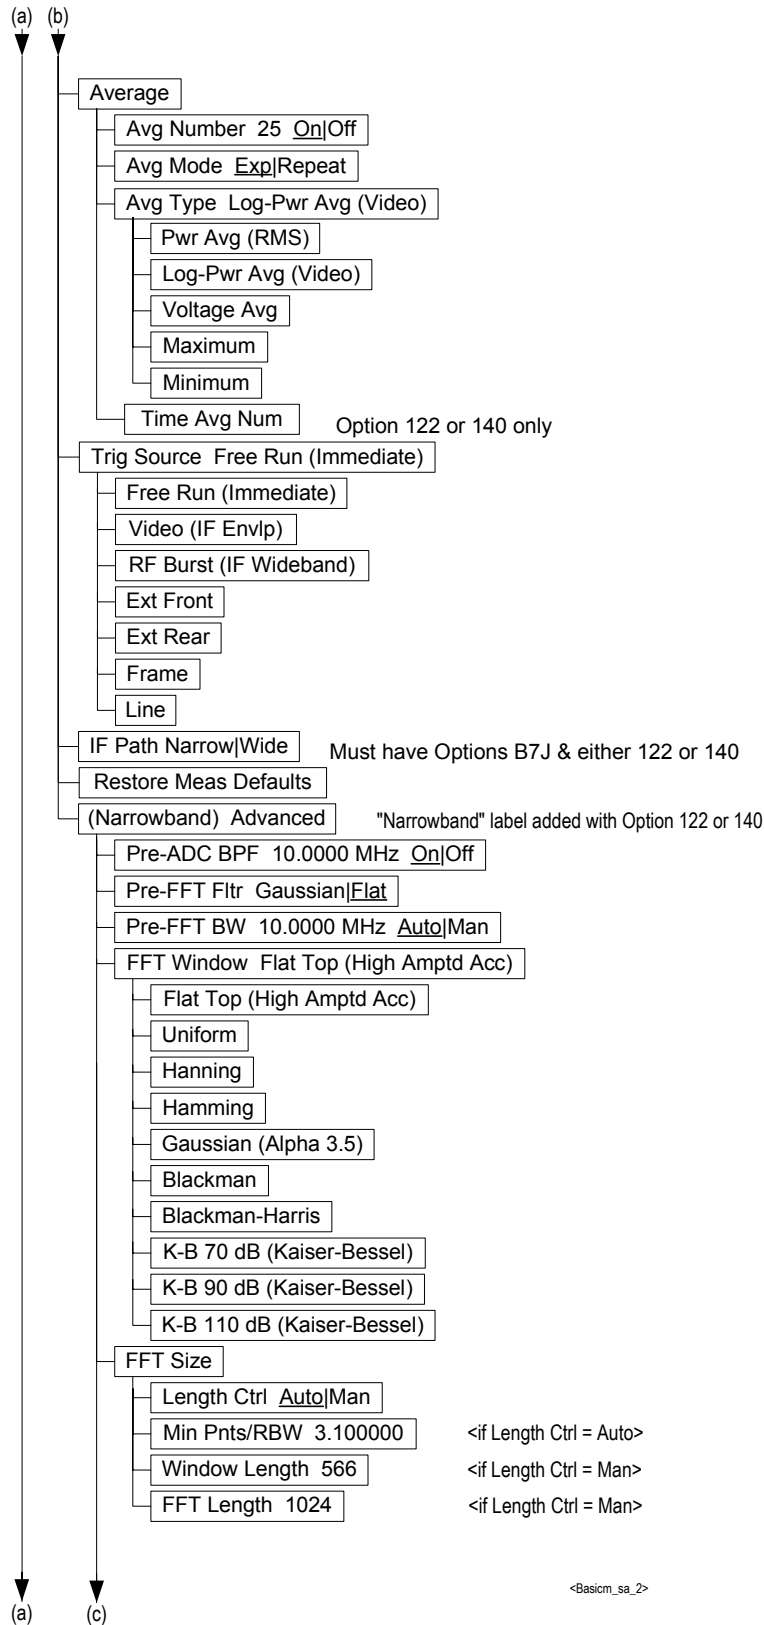 (a) (b)
Average
Avg Number 25 On|Off
Avg Mode Exp|Repeat
Avg Type Log-Pwr Avg (Video)
Pwr Avg (RMS)
Log-Pwr Avg (Video)
Voltage Avg
Maximum
Minimum
Time Avg Num Option 122 or 140 only
Trig Source Free Run (Immediate)
Free Run (Immediate)
Video (IF Envlp)
RF Burst (IF Wideband)
Ext Front
Ext Rear
Frame
Line
IF Path Narrow|Wide Must have Options B7J & either 122 or 140
Restore Meas Defaults
(Narrowband) Advanced "Narrowband" label added with Option 122 or 140
Pre-ADC BPF 10.0000 MHz On|Off
Pre-FFT Fltr Gaussian|Flat
Pre-FFT BW 10.0000 MHz Auto|Man
FFT Window Flat Top (High Amptd Acc)
Flat Top (High Amptd Acc)
Uniform
Hanning
Hamming
Gaussian (Alpha 3.5)
Blackman
Blackman-Harris
K-B 70 dB (Kaiser-Bessel)
K-B 90 dB (Kaiser-Bessel)
K-B 110 dB (Kaiser-Bessel)
FFT Size
Length Ctrl Auto|Man
Min Pnts/RBW 3.100000 <if Length Ctrl = Auto>
Window Length 566 <if Length Ctrl = Man>
FFT Length 1024 <if Length Ctrl = Man>
<Basicm_sa_2>
(a) (c)